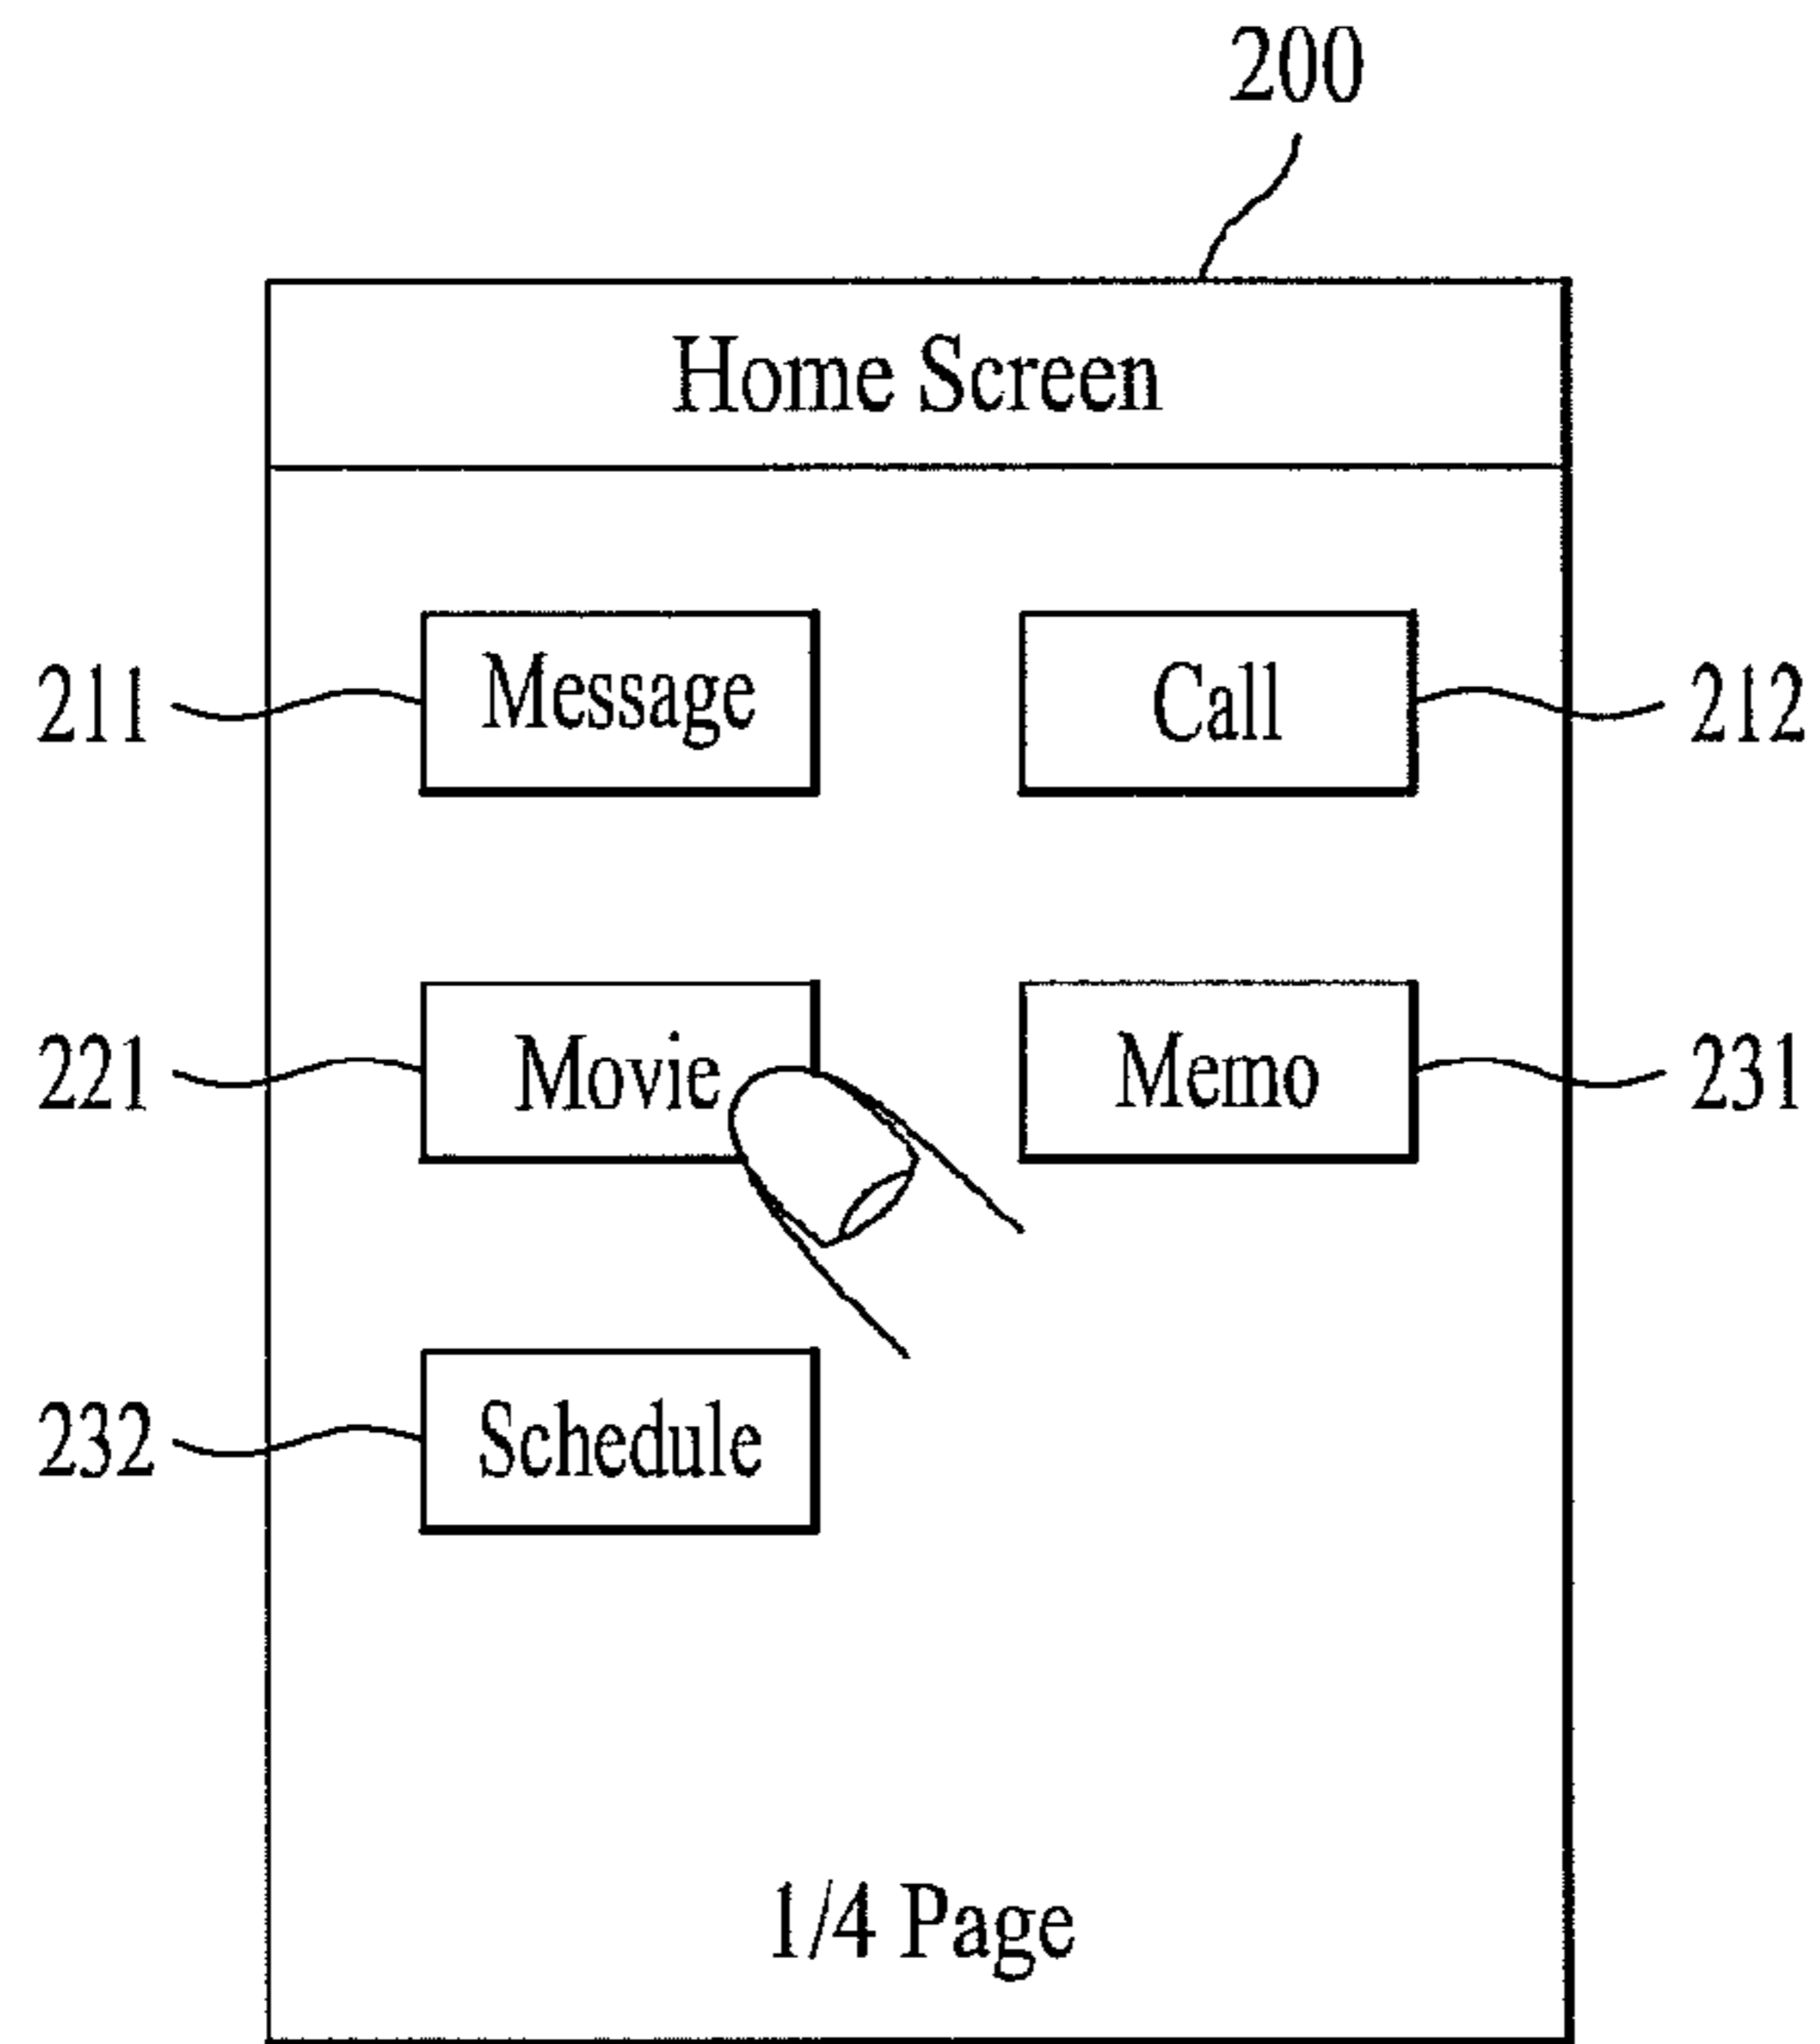 200
Home Screen
211 Message Call 212
221 Movie Memo 231
232 Schedule
1/4 Page